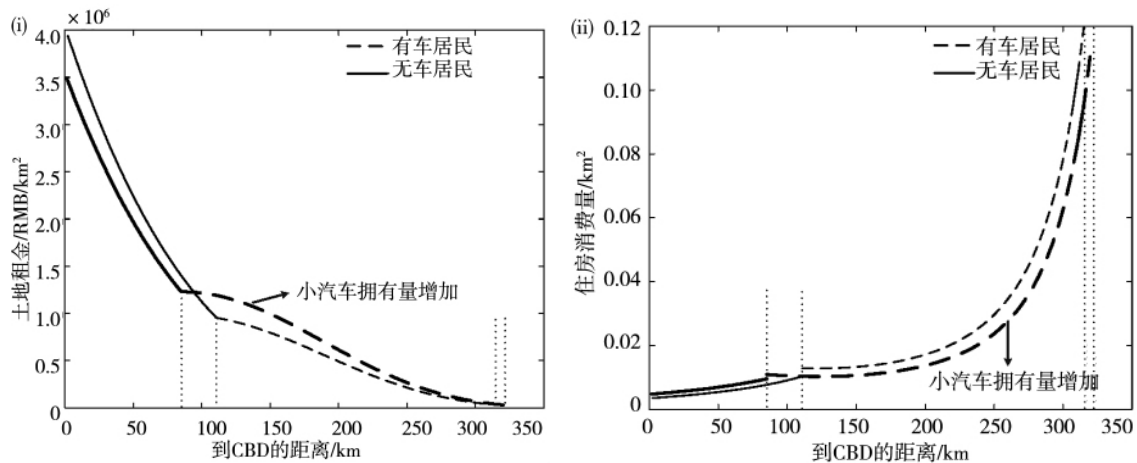 (i)
× 10⁶
4.0
3.5
3.0
3.5
2.0
1.5
1.0
0.5
0
0 50 100 150 200 250 300 350
土地租金/RMB/km²
到CBD的距离/km
有车居民
无车居民
小汽车拥有量增加
(ii)
0.12
0.10
0.08
0.06
0.04
0.02
0
0 50 100 150 200 250 300 350
住房消费量/km²
到CBD的距离/km
有车居民
无车居民
小汽车拥有量增加